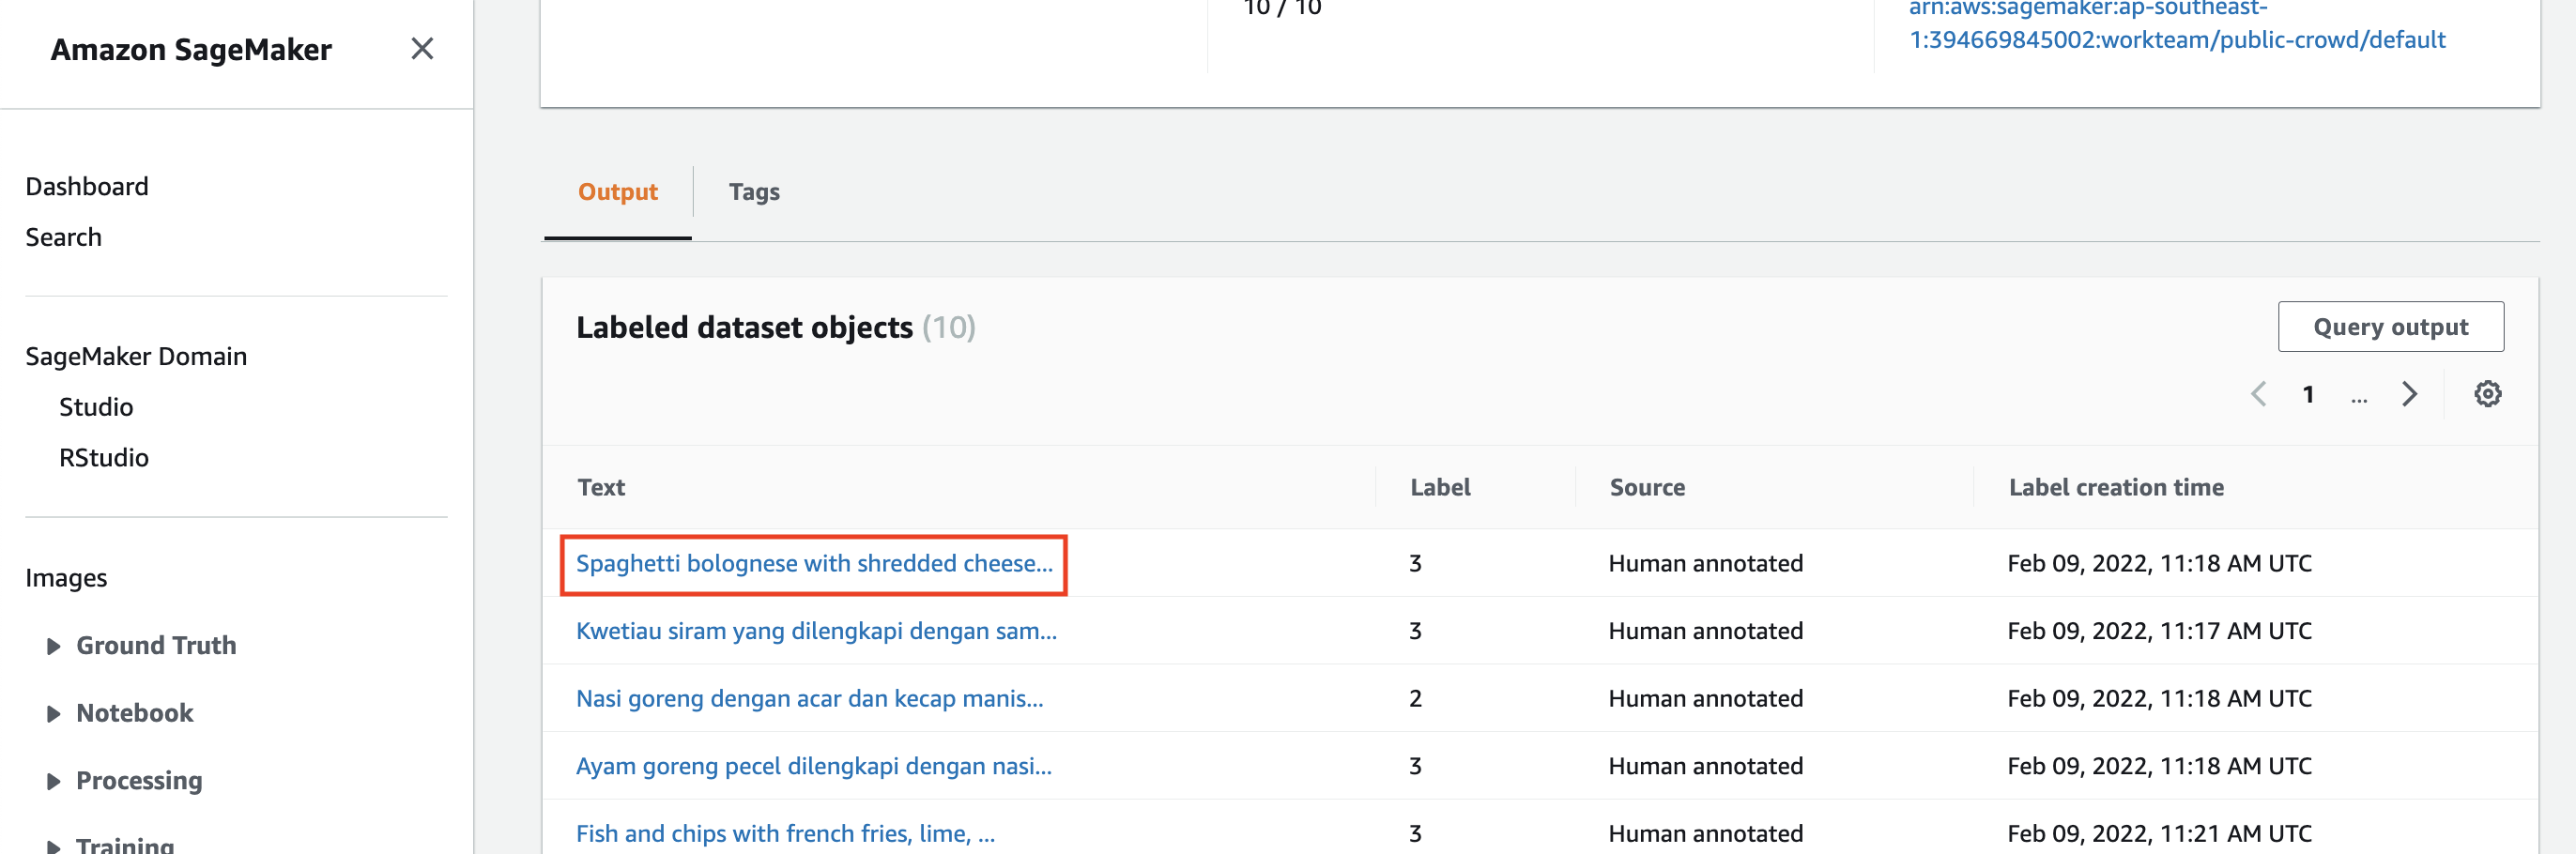 Amazon SageMaker
Dashboard
Search
SageMaker Domain
Studio
RStudio
Images
Ground Truth
Notebook
Processing
Training
10 / 10
arn:aws:sagemaker:ap-southeast-
1:394669845002:workteam/public-crowd/default
Output
Tags
Labeled dataset objects (10)
Query output
1 ...
Text Label Source Label creation time
Spaghetti bolognese with shredded cheese... 3 Human annotated Feb 09, 2022, 11:18 AM UTC
Kwetiau siram yang dilengkapi dengan sam... 3 Human annotated Feb 09, 2022, 11:17 AM UTC
Nasi goreng dengan acar dan kecap manis... 2 Human annotated Feb 09, 2022, 11:18 AM UTC
Ayam goreng pecel dilengkapi dengan nasi... 3 Human annotated Feb 09, 2022, 11:18 AM UTC
Fish and chips with french fries, lime, ... 3 Human annotated Feb 09, 2022, 11:21 AM UTC